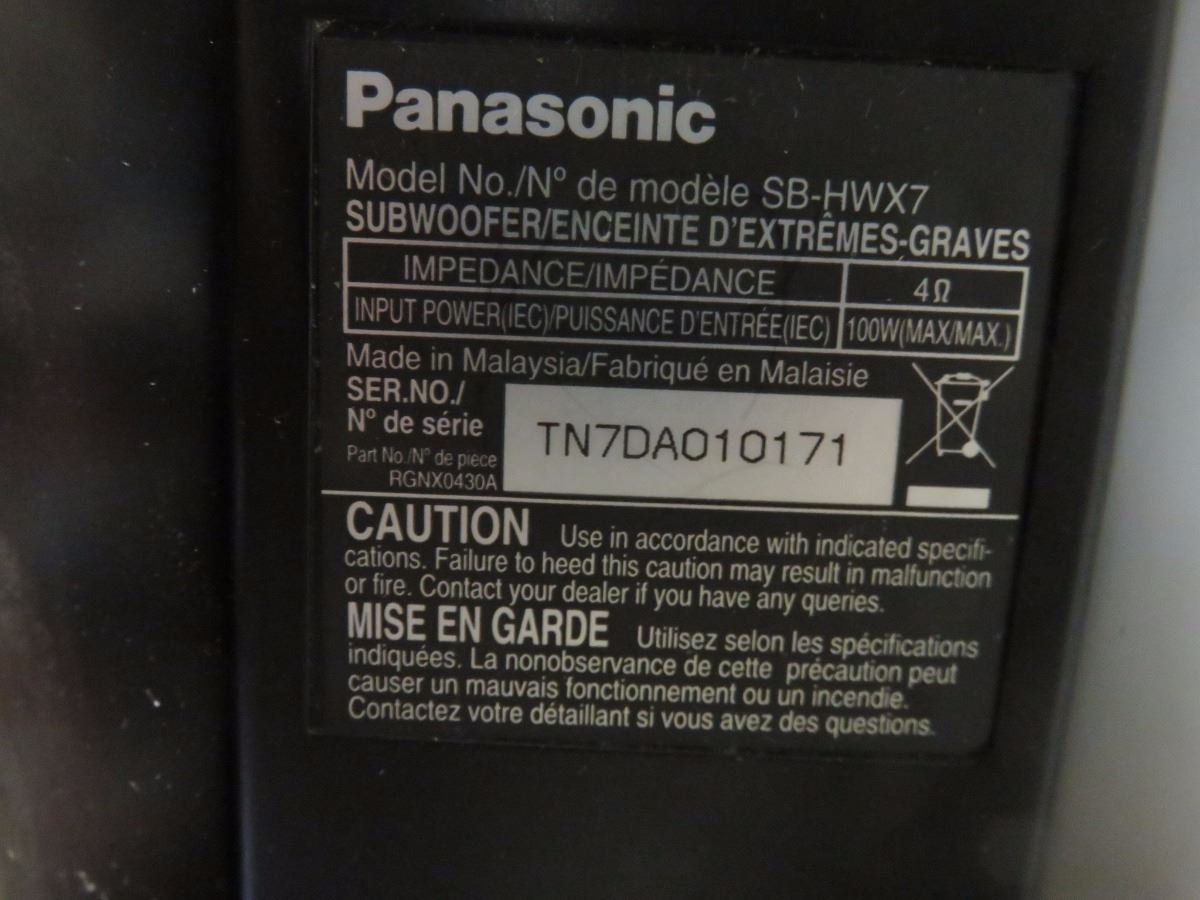 Panasonic
Model No./Nº de modèle SB-HWX7
SUBWOOFER/ENCEINTE D'EXTRÊMES-GRAVES
IMPEDANCE/IMPÉDANCE 4Ω
INPUT POWER(IEC)/PUISSANCE D'ENTRÉE(IEC) 100W(MAX/MAX.)
Made in Malaysia/Fabriqué en Malaisie
SER.NO./
Nº de série
TN7DA010171
Part No./Nº de piece
RGNX0430A
CAUTION Use in accordance with indicated specifi-
cations. Failure to heed this caution may result in malfunction
or fire. Contact your dealer if you have any queries.
MISE EN GARDE Utilisez selon les spécifications
indiquées. La nonobservance de cette précaution peut
causer un mauvais fonctionnement ou un incendie.
Contactez votre détaillant si vous avez des questions.